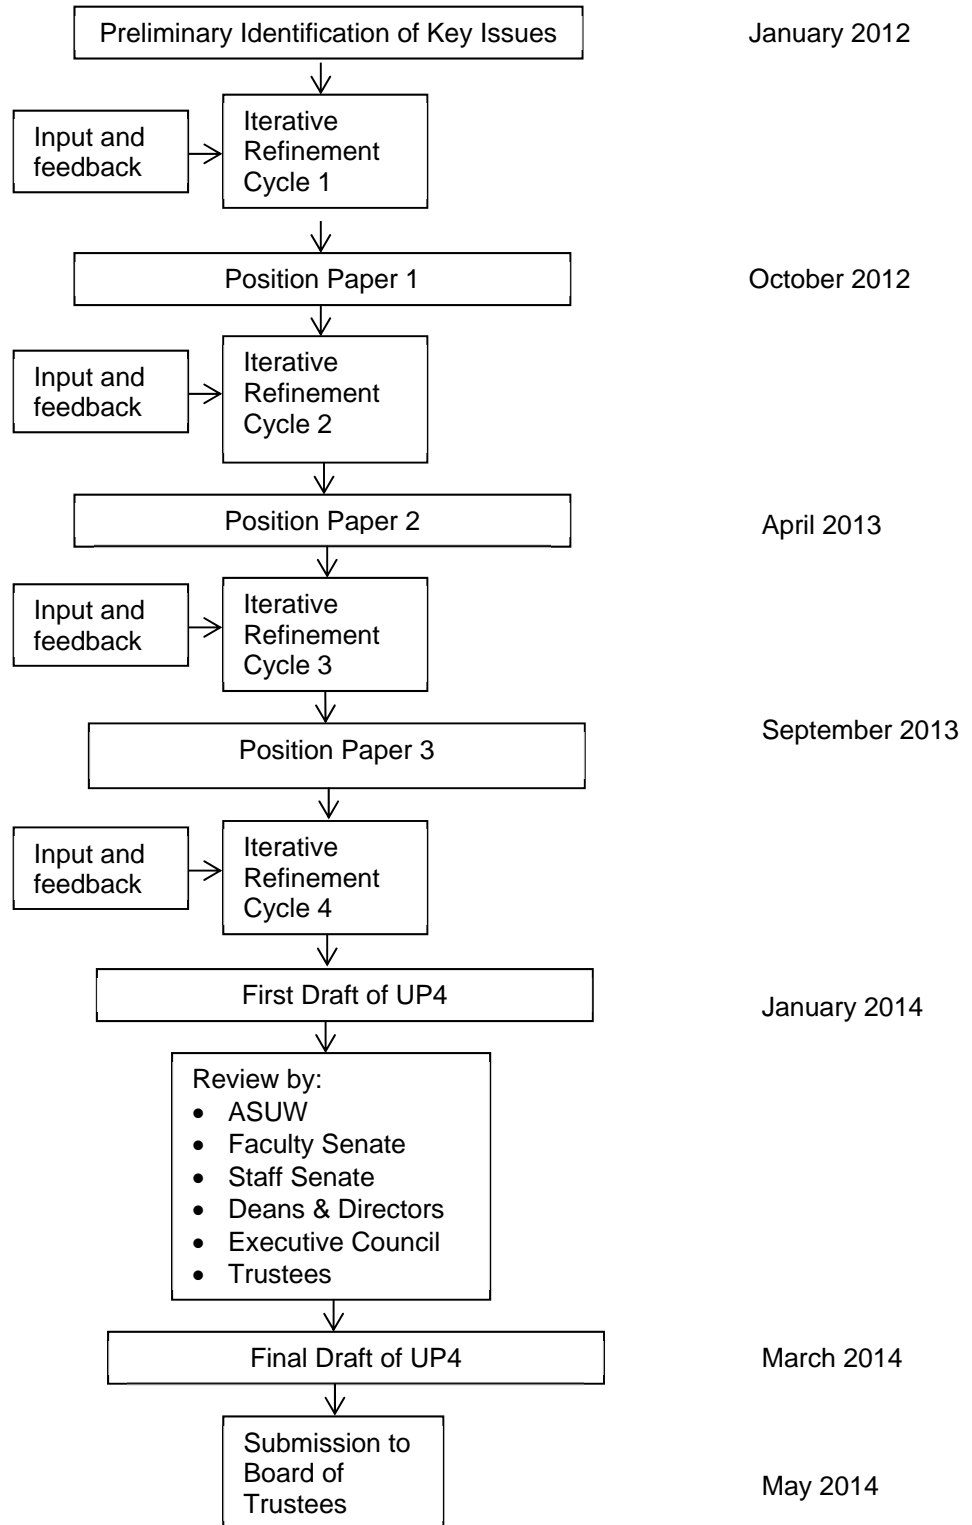 Preliminary Identification of Key Issues
January 2012
Input and
feedback
Iterative
Refinement
Cycle 1
Position Paper 1
October 2012
Input and
feedback
Iterative
Refinement
Cycle 2
Position Paper 2
April 2013
Input and
feedback
Iterative
Refinement
Cycle 3
Position Paper 3
September 2013
Input and
feedback
Iterative
Refinement
Cycle 4
First Draft of UP4
January 2014
Review by:
• ASUW
• Faculty Senate
• Staff Senate
• Deans & Directors
• Executive Council
• Trustees
Final Draft of UP4
March 2014
Submission to
Board of
Trustees
May 2014